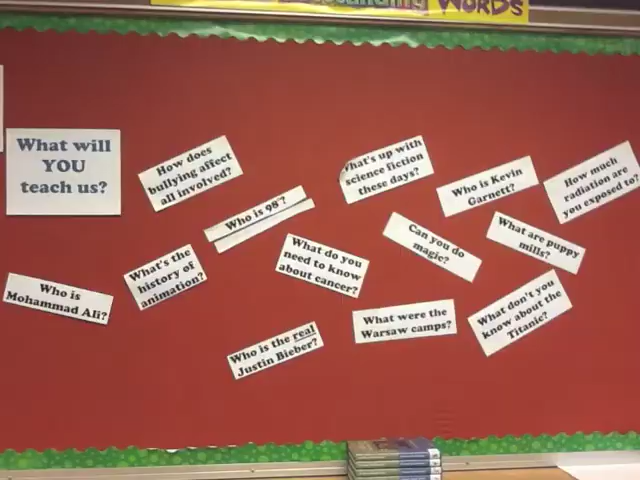 WORDS
What will
YOU
teach us?
How does
bullying affect
all involved?
What's up with
science fiction
these days?
Who is Kevin
Garnett?
How much
radiation are
you exposed to?
Who is 98°?
Can you do
magic?
What are puppy
mills?
What's the
history of
animation?
What do you
need to know
about cancer?
Who is
Mohammad Ali?
What were the
Warsaw camps?
What don't you
know about the
Titanic?
Who is the real
Justin Bieber?